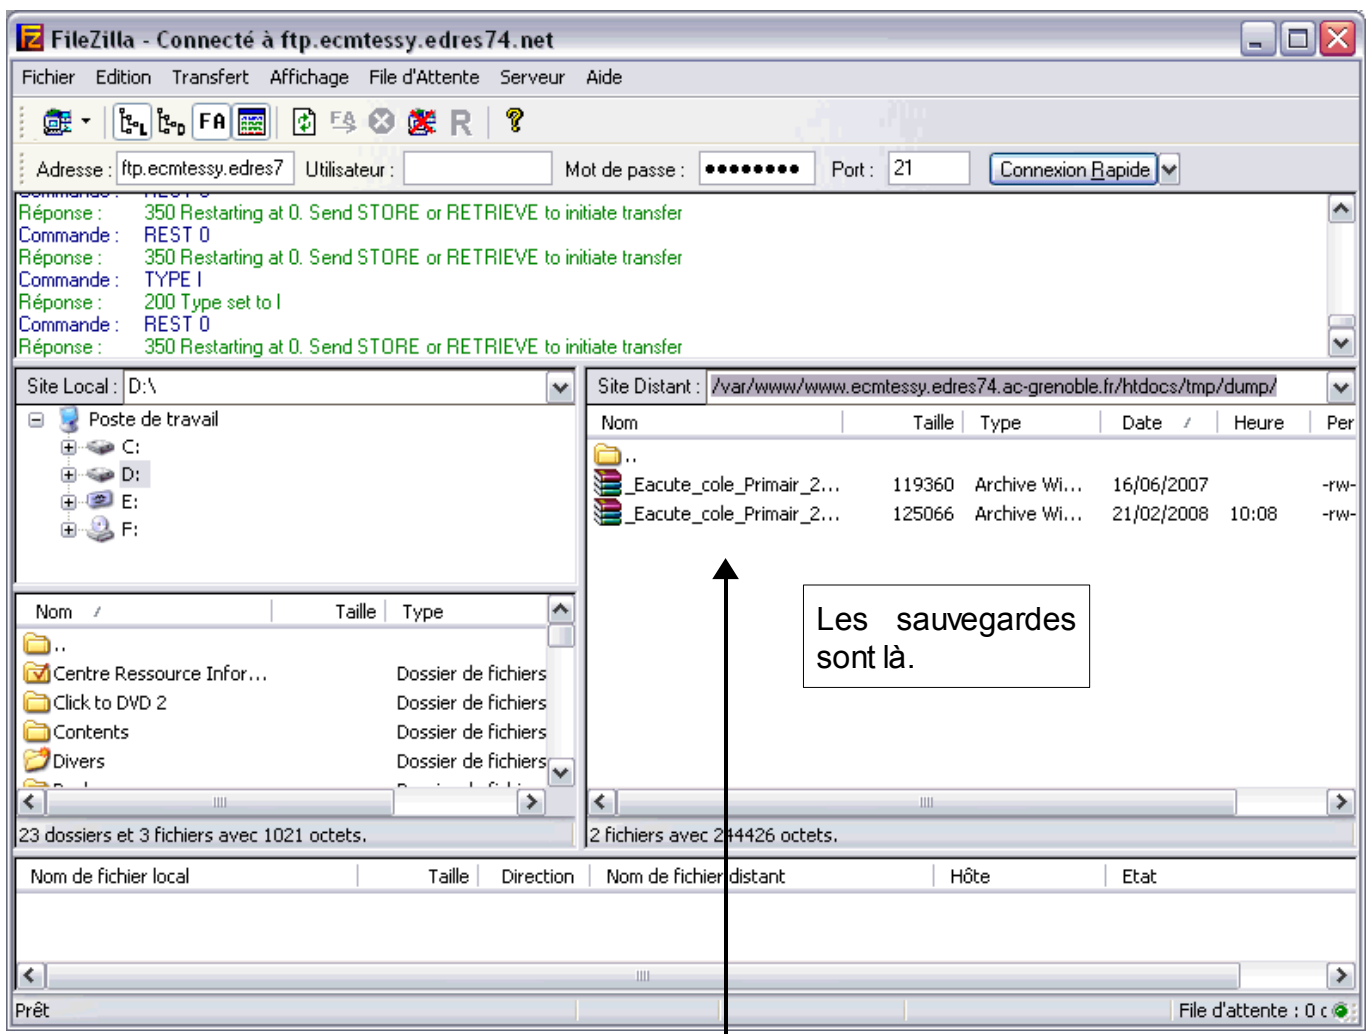 FileZilla - Connecté à ftp.ecmtessy.edres74.net
Fichier Edition Transfert Affichage File d'Attente Serveur Aide
Adresse : ftp.ecmtessy.edres7 Utilisateur : Mot de passe : ●●●●●●●● Port : 21 Connexion Rapide
Commande : REST 0
Réponse : 350 Restarting at 0. Send STORE or RETRIEVE to initiate transfer
Commande : REST 0
Réponse : 350 Restarting at 0. Send STORE or RETRIEVE to initiate transfer
Commande : TYPE I
Réponse : 200 Type set to I
Commande : REST 0
Réponse : 350 Restarting at 0. Send STORE or RETRIEVE to initiate transfer
Site Local : D:\
Poste de travail
C:
D:
E:
F:
Nom Taille Type
..
Centre Ressource Infor...
Dossier de fichiers
Click to DVD 2 Dossier de fichiers
Contents Dossier de fichiers
Divers Dossier de fichiers
23 dossiers et 3 fichiers avec 1021 octets.
Site Distant : /var/www/www.ecmtessy.edres74.ac-grenoble.fr/htdocs/tmp/dump/
Nom Taille Type Date Heure Per
..
_Eacute_cole_Primair_2... 119360 Archive Wi... 16/06/2007 -rw-
_Eacute_cole_Primair_2... 125066 Archive Wi... 21/02/2008 10:08 -rw-
Les sauvegardes
sont là.
2 fichiers avec 244426 octets.
Nom de fichier local Taille Direction Nom de fichier distant Hôte Etat
Prêt File d'attente : 0 c